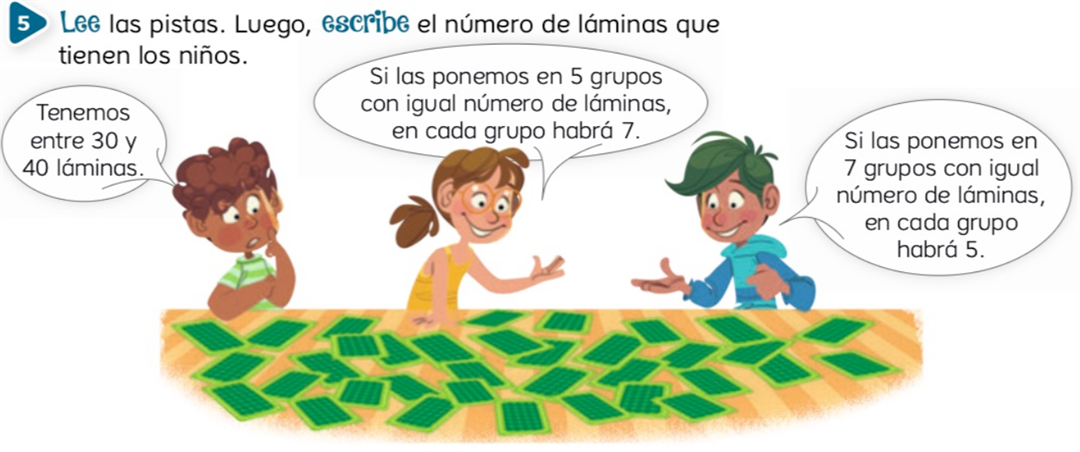 5 Lee las pistas. Luego, escribe el número de láminas que
tienen los niños.
Tenemos
entre 30 y
40 láminas.
Si las ponemos en 5 grupos
con igual número de láminas,
en cada grupo habrá 7.
Si las ponemos en
7 grupos con igual
número de láminas,
en cada grupo
habrá 5.